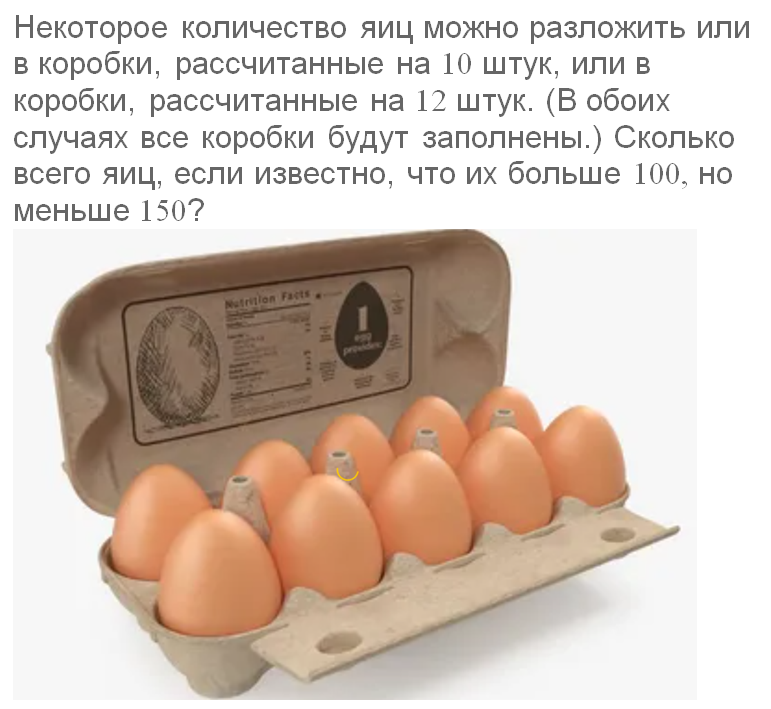 Некоторое количество яиц можно разложить или
в коробки, рассчитанные на 10 штук, или в
коробки, рассчитанные на 12 штук. (В обоих
случаях все коробки будут заполнены.) Сколько
всего яиц, если известно, что их больше 100, но
меньше 150?
Nutrition Facts
1
egg